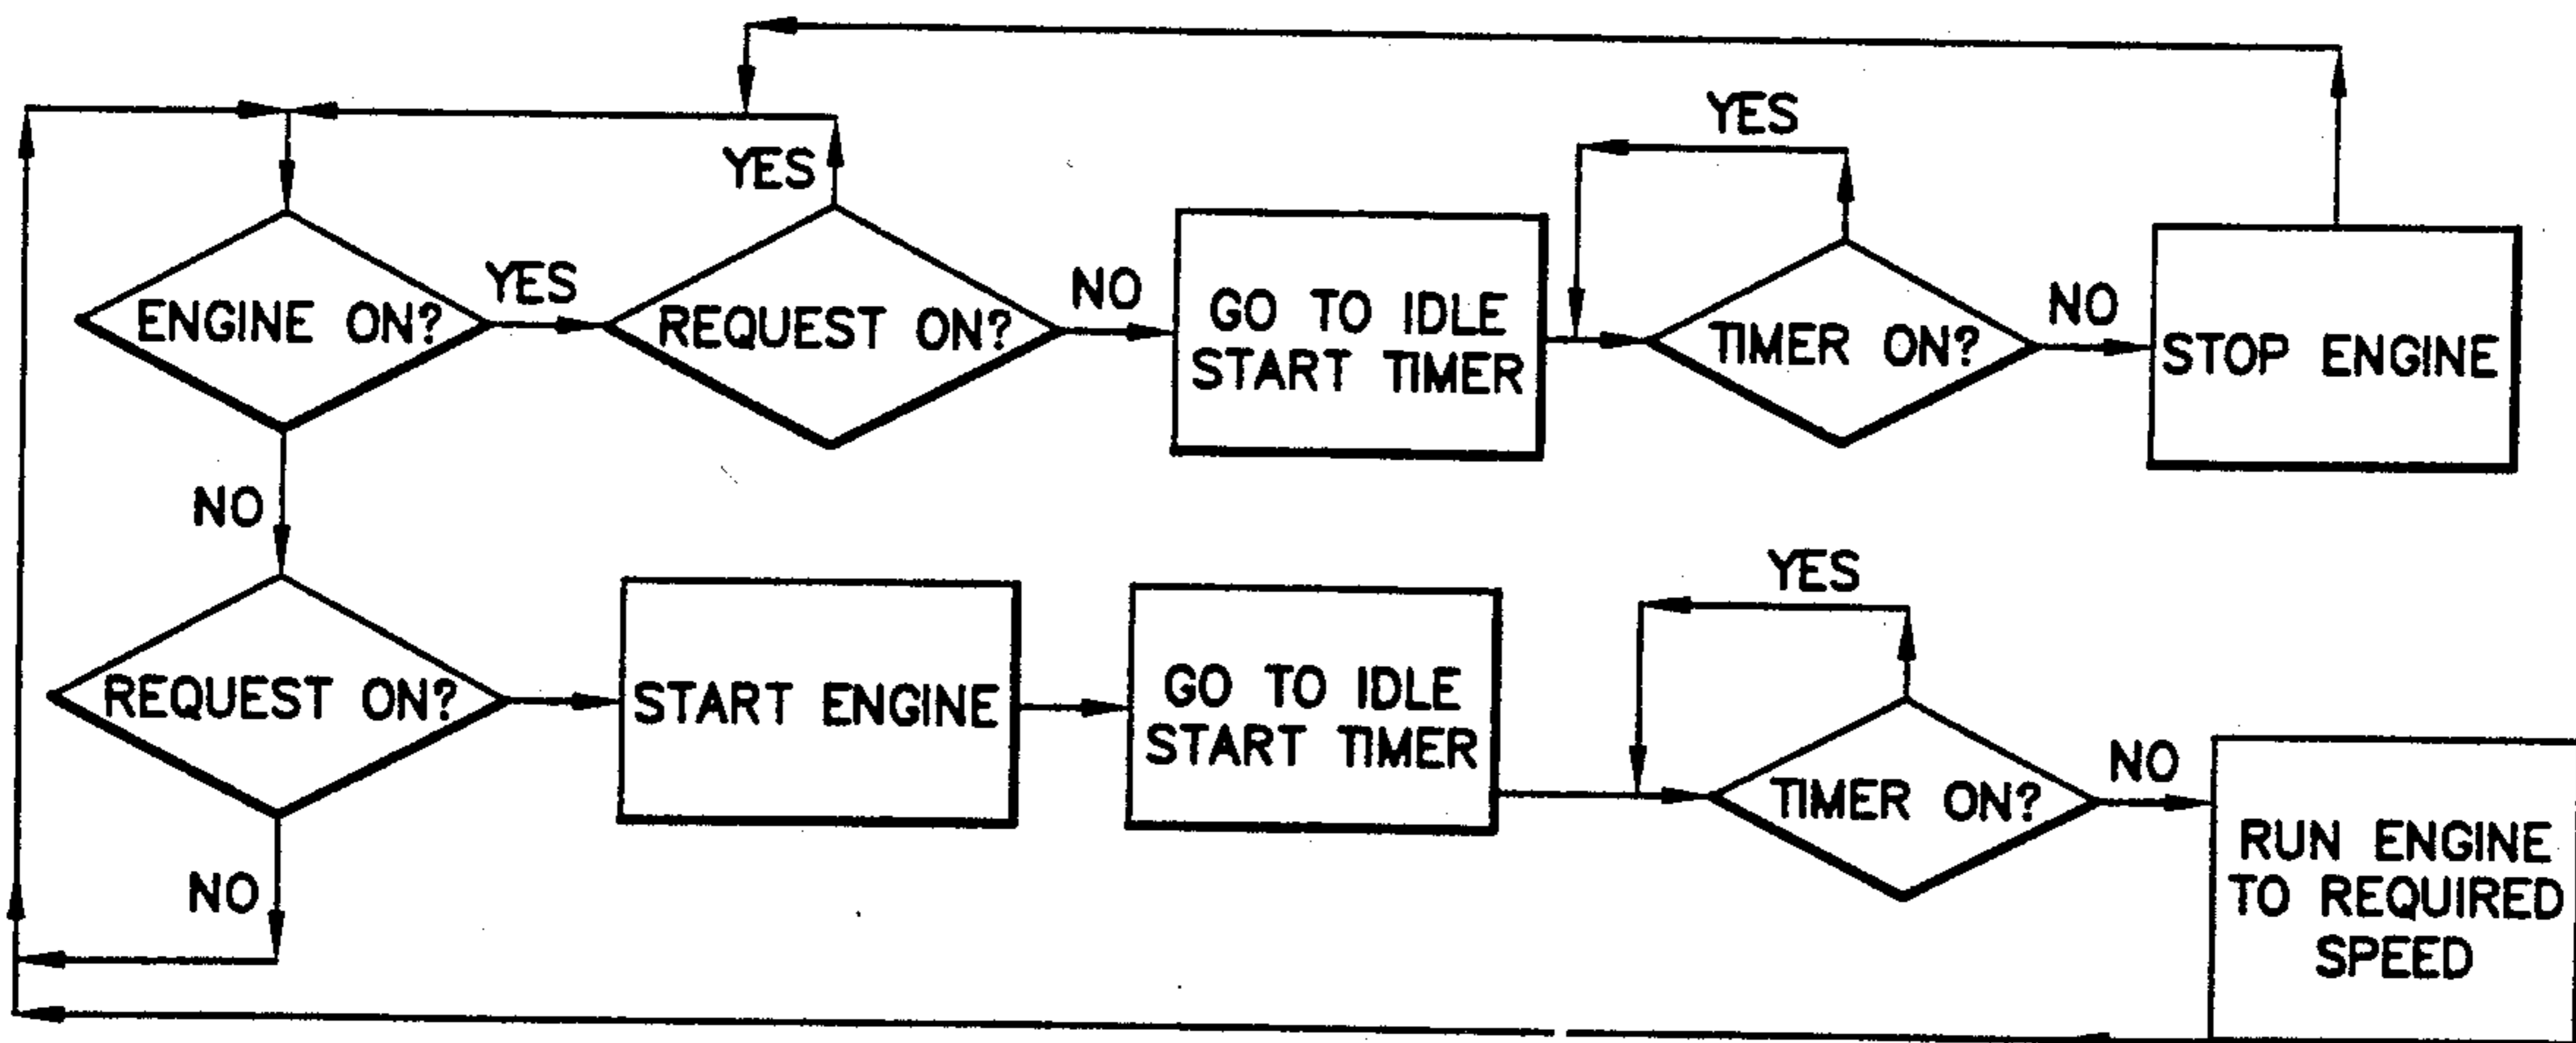 YES
YES
ENGINE ON?
YES
REQUEST ON?
NO
GO TO IDLE
START TIMER
TIMER ON?
NO
STOP ENGINE
NO
YES
REQUEST ON?
START ENGINE
GO TO IDLE
START TIMER
TIMER ON?
NO
RUN ENGINE
TO REQUIRED
SPEED
NO